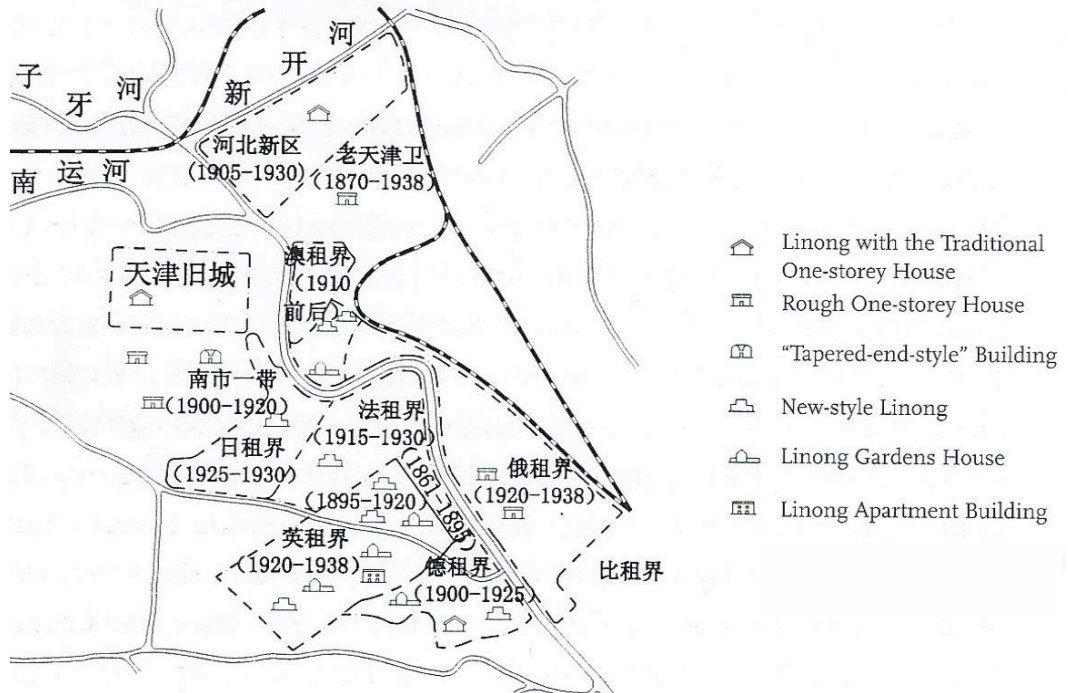 子牙河
新开河
南运河
河北新区
(1905-1930)
老天津卫
(1870-1938)
天津旧城
澳租界
(1910
前后)
南市一带
(1900-1920)
日租界
(1925-1930)
法租界
(1915-1930)
(1861-1895)
(1895-1920)
俄租界
(1920-1938)
英租界
(1920-1938)
德租界
(1900-1925)
比租界
Linong with the Traditional
One-storey House
Rough One-storey House
“Tapered-end-style” Building
New-style Linong
Linong Gardens House
Linong Apartment Building